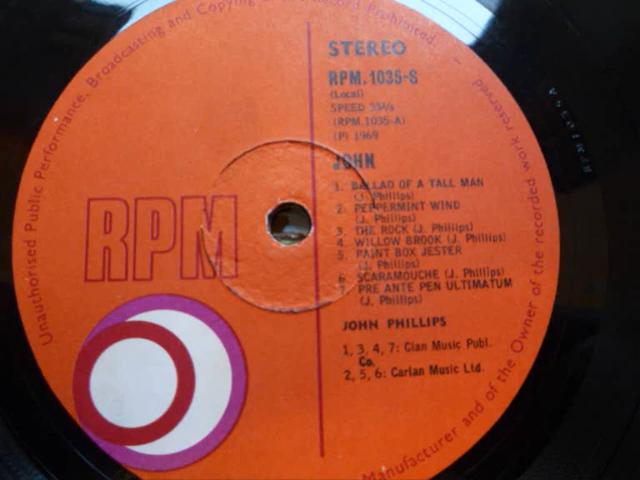 Unauthorised Public Performance, Broadcasting and Copying of this Record Prohibited.
STEREO
RPM.1035-S
(Local)
SPEED 33⅓
(RPM.1035-A)
(P) 1969
JOHN
1. BALLAD OF A TALL MAN
(J. Phillips)
2. PEPPERMINT WIND
(J. Phillips)
3. THE ROCK (J. Phillips)
4. WILLOW BROOK (J. Phillips)
5. PAINT BOX JESTER
(J. Phillips)
6. SCARAMOUCHE (J. Phillips)
7. PRE ANTE PEN ULTIMATUM
(J. Phillips)
JOHN PHILLIPS
1, 3, 4, 7: Clan Music Publ.
Co.
2, 5, 6: Carlan Music Ltd.
RPM
Manufacturer and of the Owner of the recorded work reserved